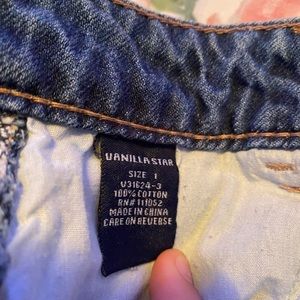 VANILLA STAR
SIZE 1
V31624-3
100% COTTON
RN# 111052
MADE IN CHINA
CARE ON REVERSE